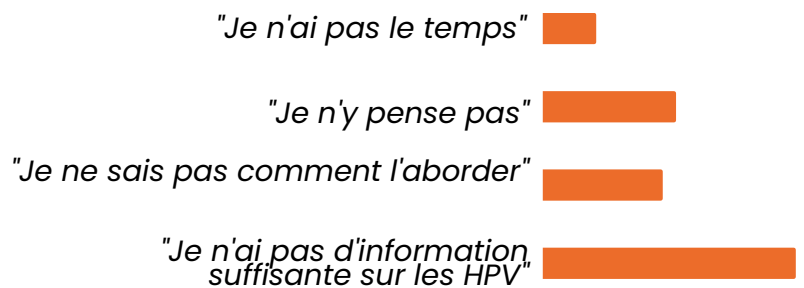 "Je n'ai pas le temps"
"Je n'y pense pas"
"Je ne sais pas comment l'aborder"
"Je n'ai pas d'information
suffisante sur les HPV"